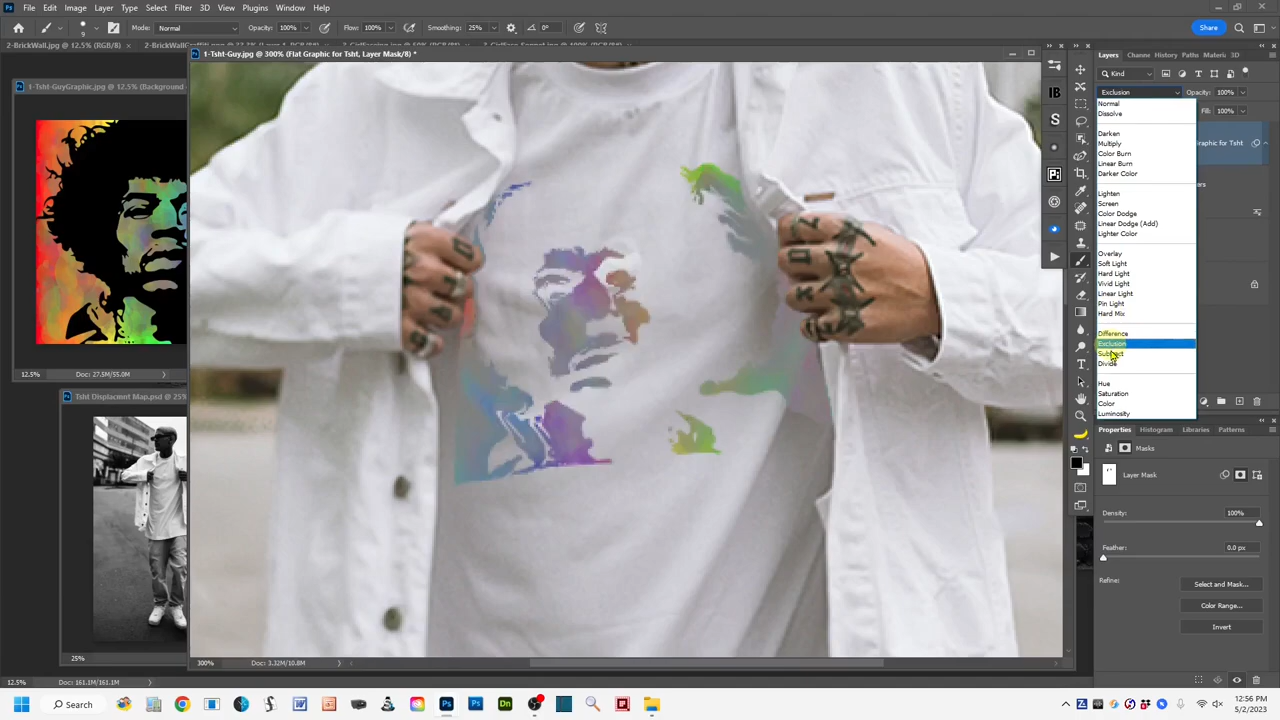 File Edit Image Layer Type Select Filter 3D View Plugins Window Help
9 Mode: Normal Opacity: 100% Flow: 100% Smoothing: 25% 0° Share
2-BrickWall.jpg @ 12.5% (RGB/8)
1-Tsht-Guy.jpg @ 300% (Flat Graphic for Tsht, Layer Mask/8) *
1-Tsht-GuyGraphic.jpg @ 12.5% (Background
12.5% Doc: 27.5M/55.0M
Tsht Displacmnt Map.psd @ 25%
25%
300% Doc: 3.32M/10.8M
12.5% Doc: 161.1M/161.1M
Layers Channe History Paths Materi 3D
Kind
Exclusion Opacity: 100%
Fill: 100%
Graphic for Tsht
Normal
Dissolve
Darken
Multiply
Color Burn
Linear Burn
Darker Color
Lighten
Screen
Color Dodge
Linear Dodge (Add)
Lighter Color
Overlay
Soft Light
Hard Light
Vivid Light
Linear Light
Pin Light
Hard Mix
Difference
Exclusion
Subtract
Divide
Hue
Saturation
Color
Luminosity
Properties Histogram Libraries Patterns
Masks
Layer Mask
Density: 100%
Feather: 0.0 px
Refine:
Select and Mask...
Color Range...
Invert
Search
12:56 PM
5/2/2023